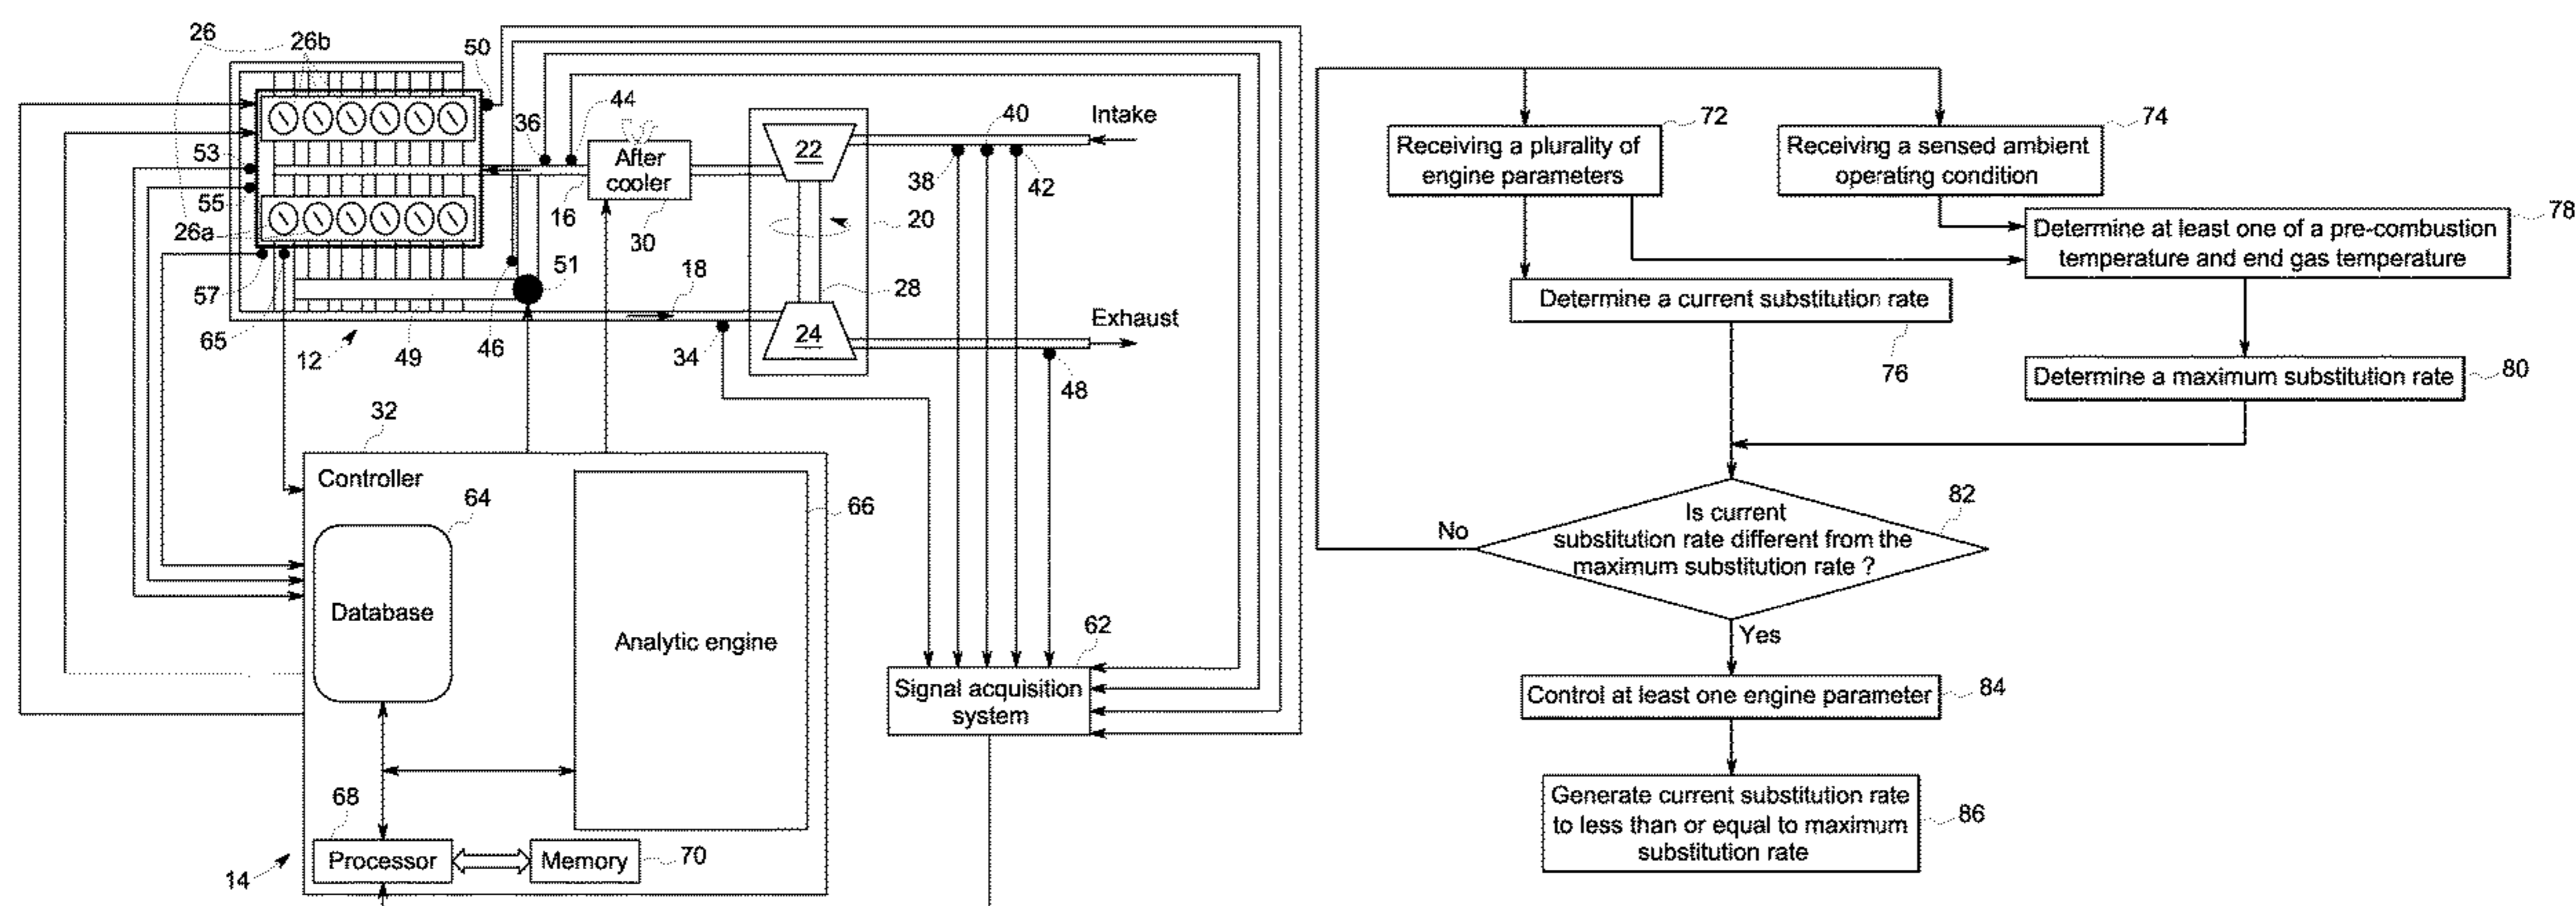 26
26b
50
36
44
53
55
26a
57
65
12
49
46
51
16
After
cooler
30
22
38
40
42
Intake
20
28
18
34
24
Exhaust
48
32
Controller
64
Database
66
Analytic engine
68
Processor
Memory
70
14
62
Signal acquisition
system
72
Receiving a plurality of
engine parameters
74
Receiving a sensed ambient
operating condition
78
Determine at least one of a pre-combustion
temperature and end gas temperature
Determine a current substitution rate
76
Determine a maximum substitution rate
80
82
Is current
substitution rate different from the
maximum substitution rate ?
No
Yes
Control at least one engine parameter
84
Generate current substitution rate
to less than or equal to maximum
substitution rate
86